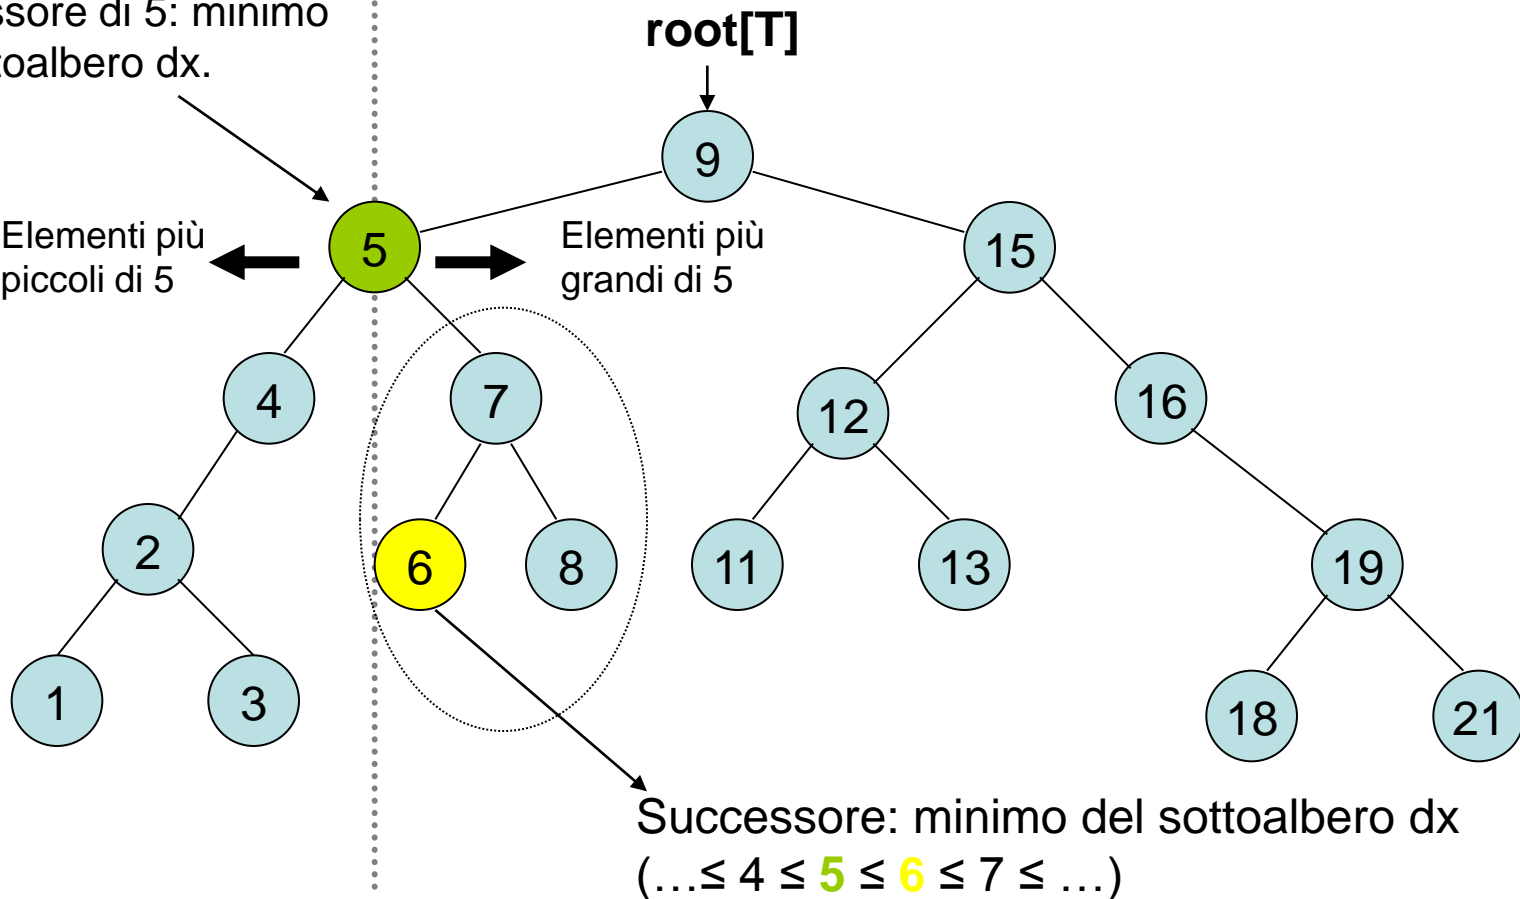 ssore di 5: minimo
toalbero dx.
root[T]
9
Elementi più
piccoli di 5
5
Elementi più
grandi di 5
15
4
7
12
16
2
6
8
11
13
19
1
3
18
21
Successore: minimo del sottoalbero dx
(…≤ 4 ≤ 5 ≤ 6 ≤ 7 ≤ …)